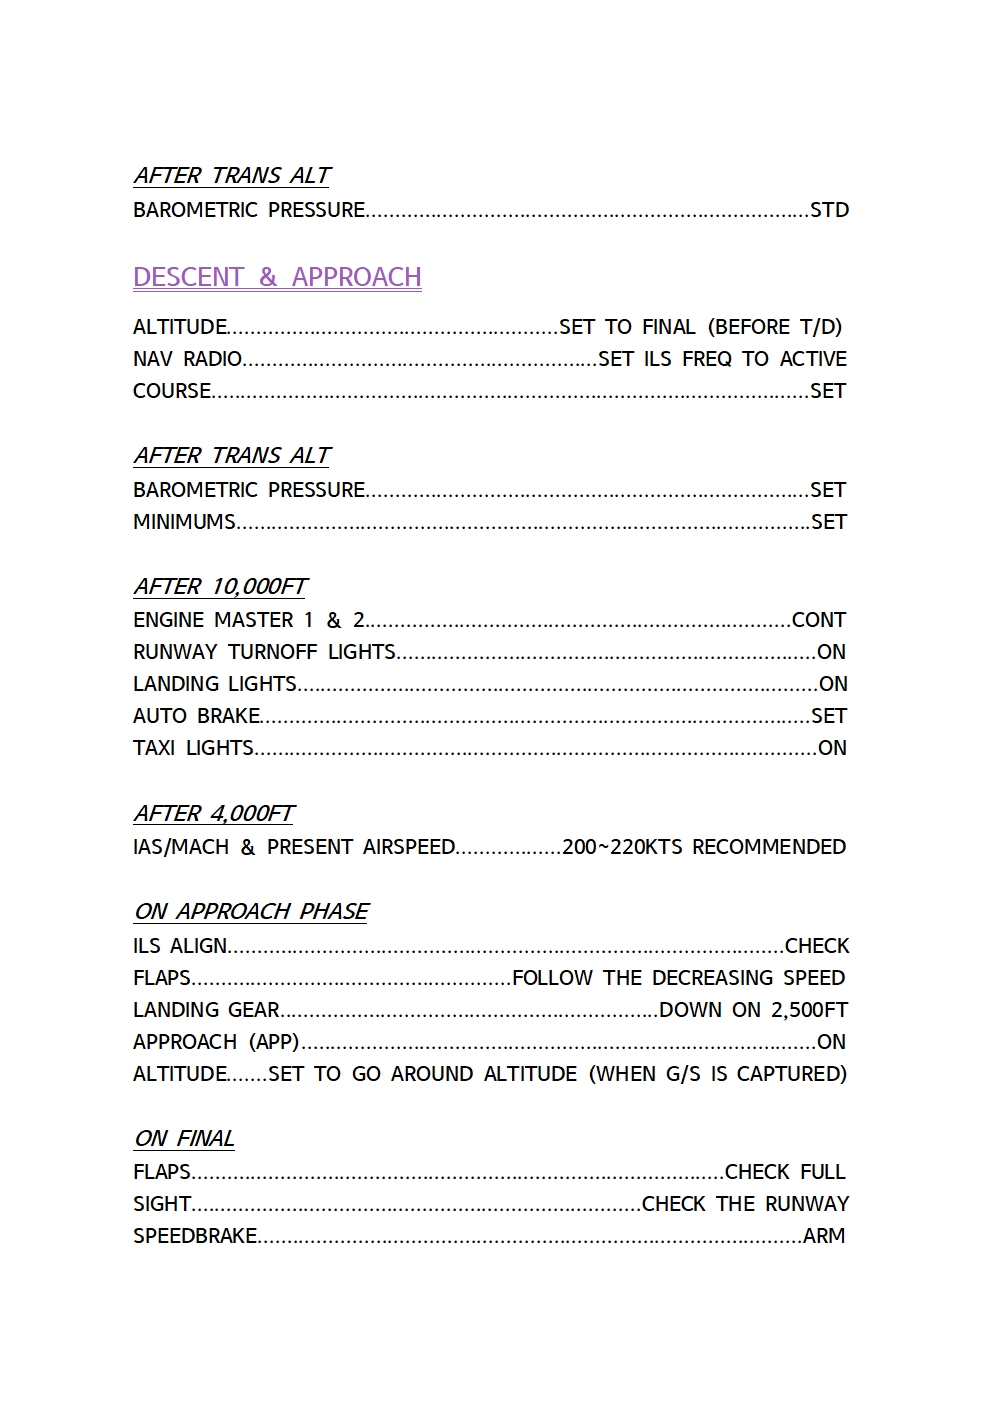 AFTER TRANS ALT
BAROMETRIC PRESSURE..........................................................................STD
DESCENT & APPROACH
ALTITUDE.......................................................SET TO FINAL (BEFORE T/D)
NAV RADIO...........................................................SET ILS FREQ TO ACTIVE
COURSE....................................................................................................SET
AFTER TRANS ALT
BAROMETRIC PRESSURE..........................................................................SET
MINIMUMS................................................................................................SET
AFTER 10,000FT
ENGINE MASTER 1 & 2.......................................................................CONT
RUNWAY TURNOFF LIGHTS......................................................................ON
LANDING LIGHTS.......................................................................................ON
AUTO BRAKE............................................................................................SET
TAXI LIGHTS..............................................................................................ON
AFTER 4,000FT
IAS/MACH & PRESENT AIRSPEED..................200~220KTS RECOMMENDED
ON APPROACH PHASE
ILS ALIGN.............................................................................................CHECK
FLAPS......................................................FOLLOW THE DECREASING SPEED
LANDING GEAR...............................................................DOWN ON 2,500FT
APPROACH (APP)......................................................................................ON
ALTITUDE.......SET TO GO AROUND ALTITUDE (WHEN G/S IS CAPTURED)
ON FINAL
FLAPS.........................................................................................CHECK FULL
SIGHT...........................................................................CHECK THE RUNWAY
SPEEDBRAKE...........................................................................................ARM